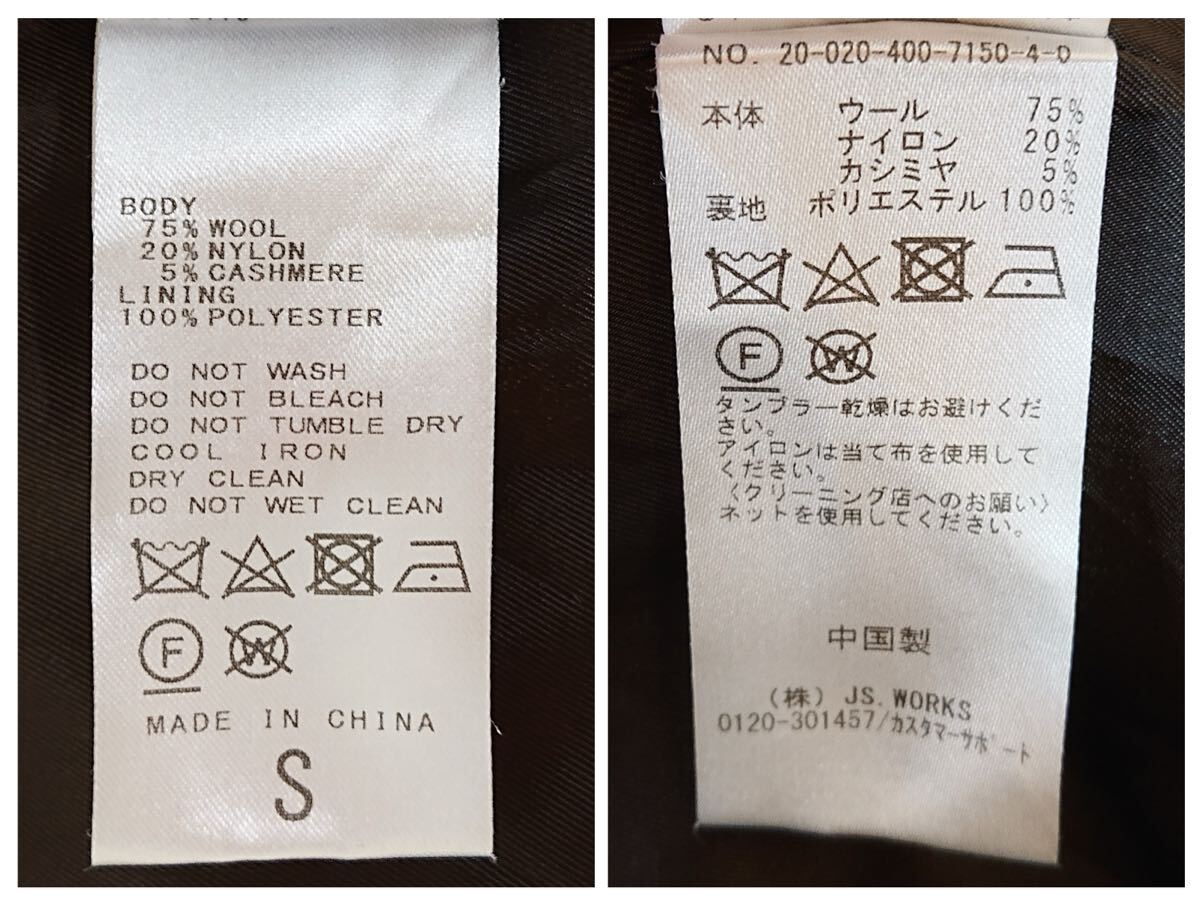 BODY
75% WOOL
20% NYLON
5% CASHMERE
LINING
100% POLYESTER
DO NOT WASH
DO NOT BLEACH
DO NOT TUMBLE DRY
COOL IRON
DRY CLEAN
DO NOT WET CLEAN
F W
MADE IN CHINA
S
NO. 20-020-400-7150-4-0
本体 ウール 75%
ナイロン 20%
カシミヤ 5%
裏地 ポリエステル 100%
F W
タンブラー乾燥はお避けくだ
さい。
アイロンは当て布を使用して
ください。
〈クリーニング店へのお願い〉
ネットを使用してください。
中国製
(株) JS.WORKS
0120-301457/カスタマーサポート